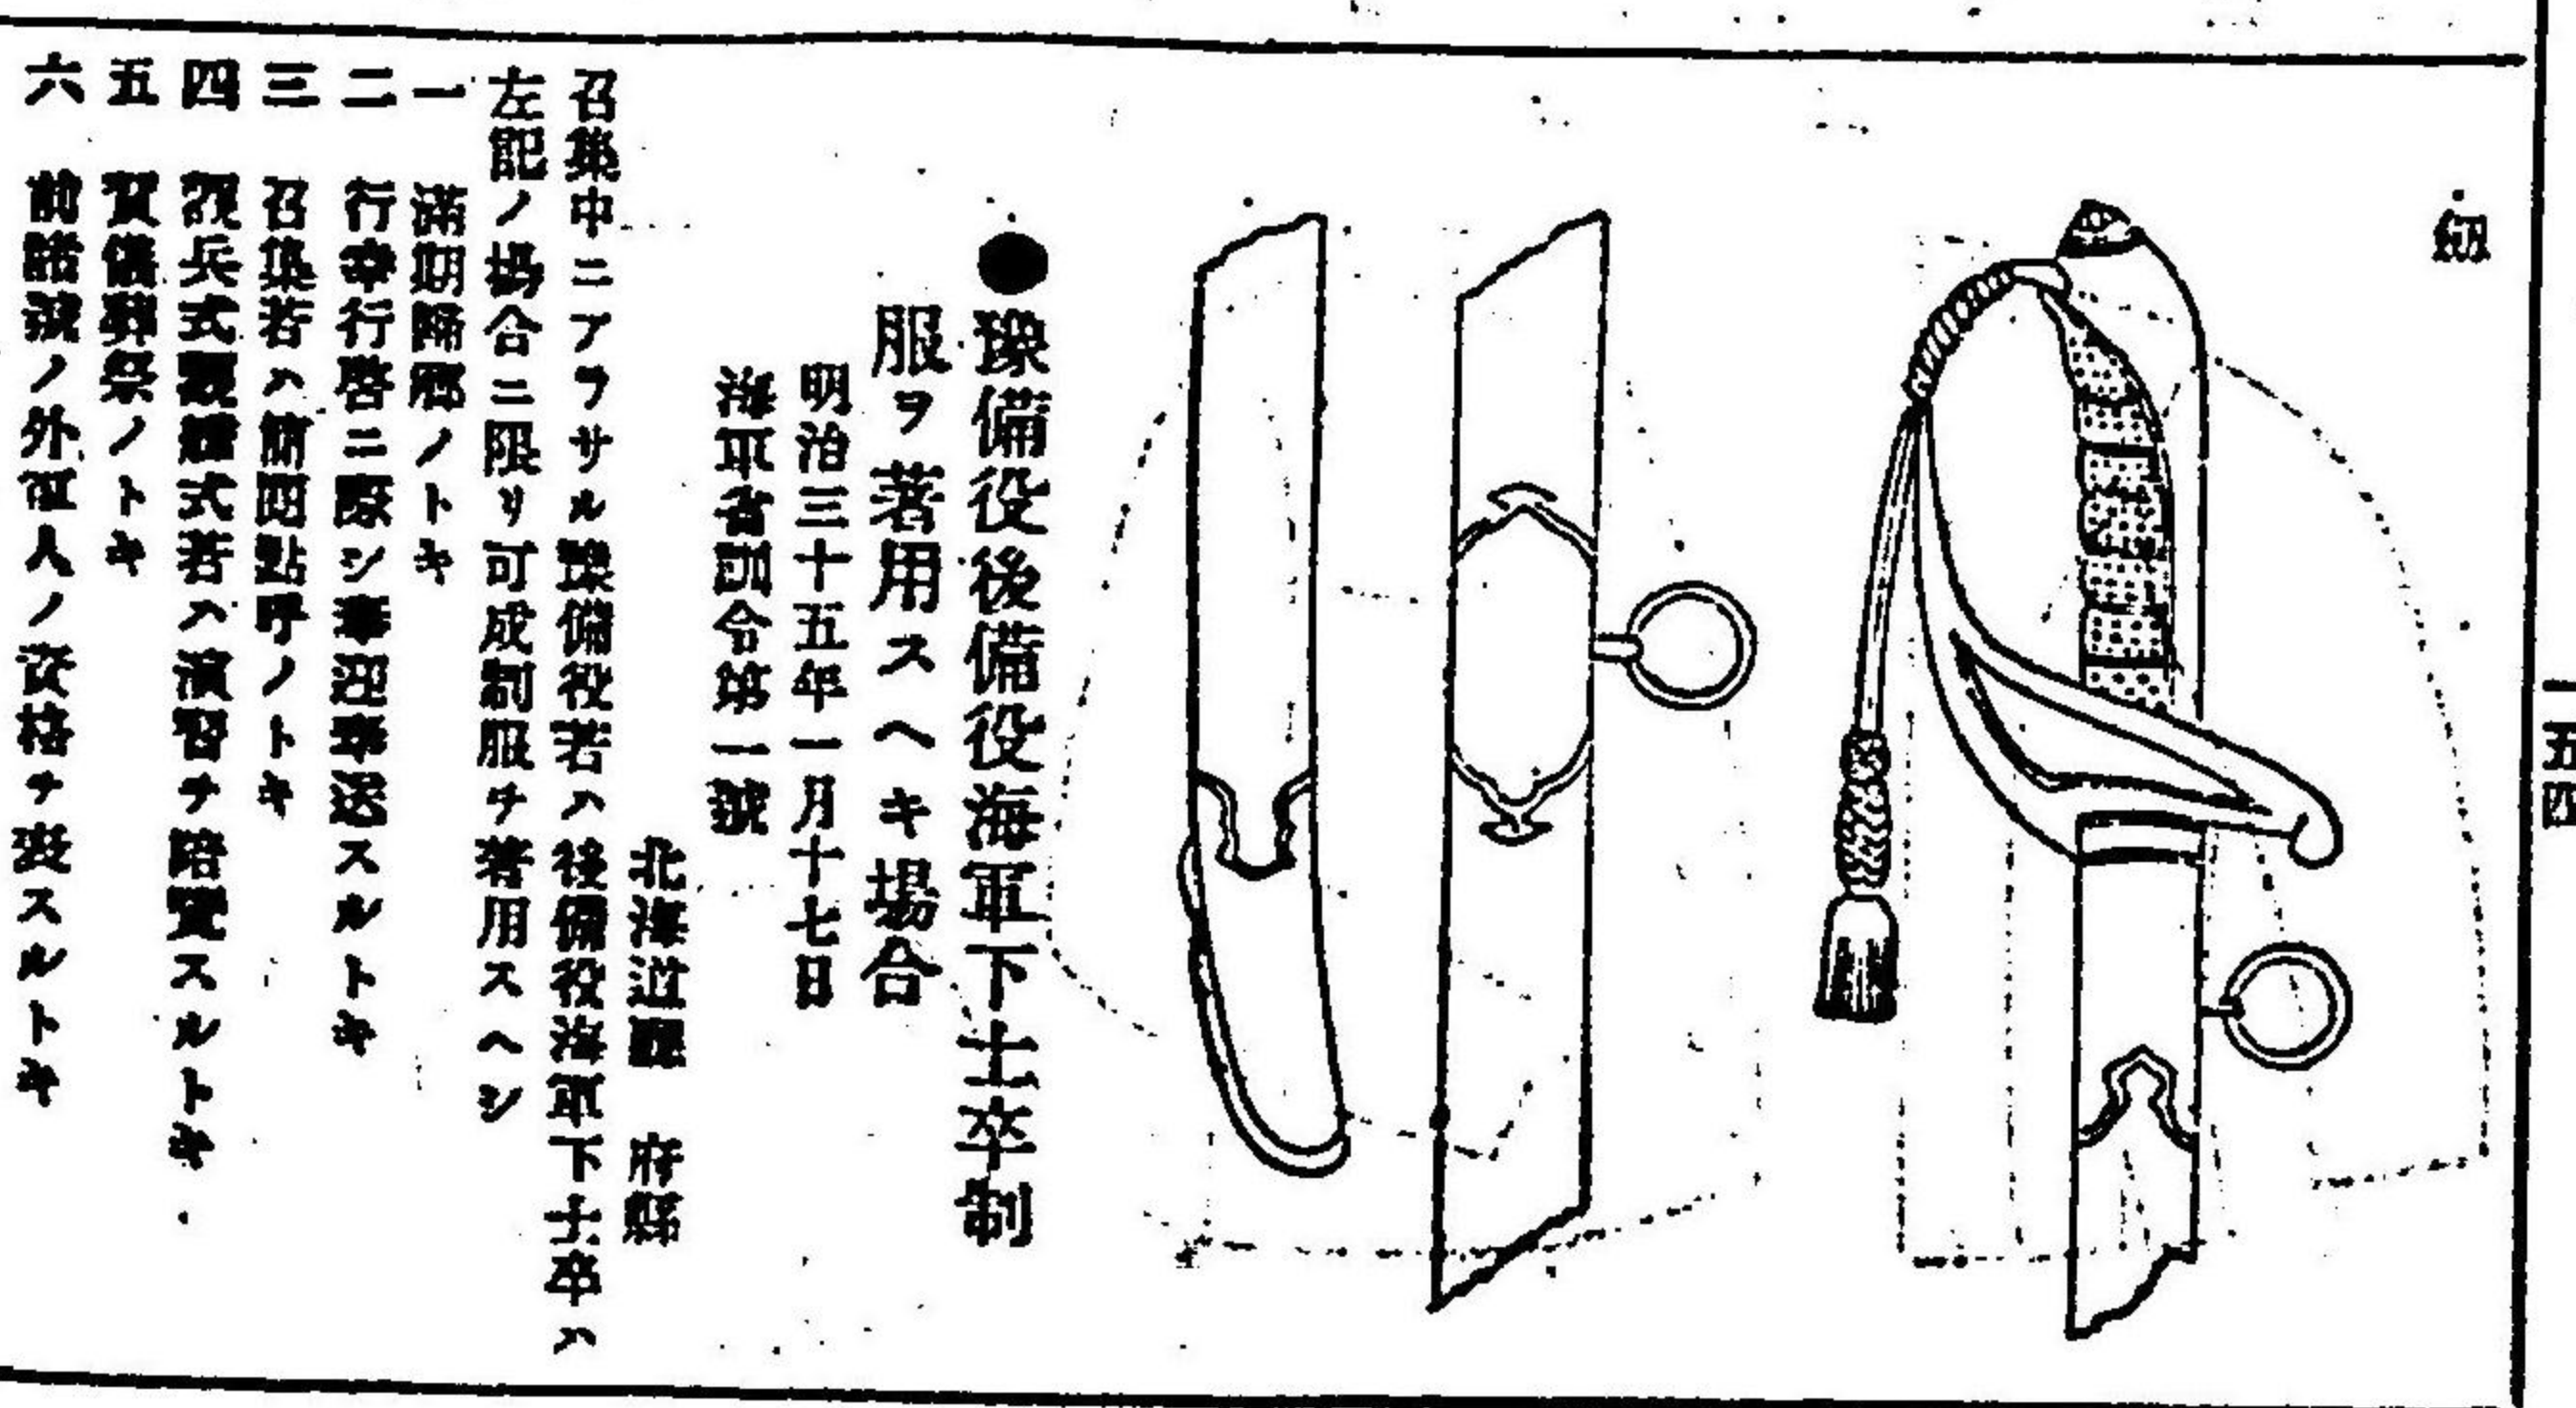 一五四
劔
●豫備役後備役海軍下士卒制
服ヲ著用スヘキ場合
明治三十五年一月十七日
海軍省訓令第一號
北海道廳 府縣
召集中ニアラサル豫備役若ハ後備役海軍下士卒ハ
左記ノ場合ニ限リ可成制服ヲ著用スヘシ
一 滿期歸鄕ノトキ
二 行幸行啓ニ際シ奉迎奉送スルトキ
三 召集若ハ簡閲點呼ノトキ
四 觀兵式觀艦式若ハ演習ヲ陪覽スルトキ
五 賀儀葬祭ノトキ
六 前諸號ノ外軍人ノ資格ヲ表スルトキ